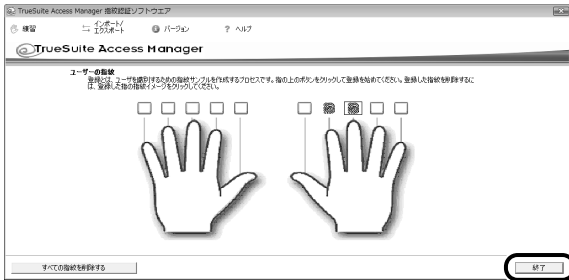 TrueSuite Access Manager 指紋認証ソフトウエア
練習
インポート/
エクスポート
バージョン
? ヘルプ
TrueSuite Access Manager
ユーザーの指紋
登録とは、ユーザを識別するための指紋サンプルを作成するプロセスです。指の上のボタンをクリックして登録を始めてください。登録した指紋を削除するに
は、登録した指の指紋イメージをクリックしてください。
すべての指紋を削除する
終了